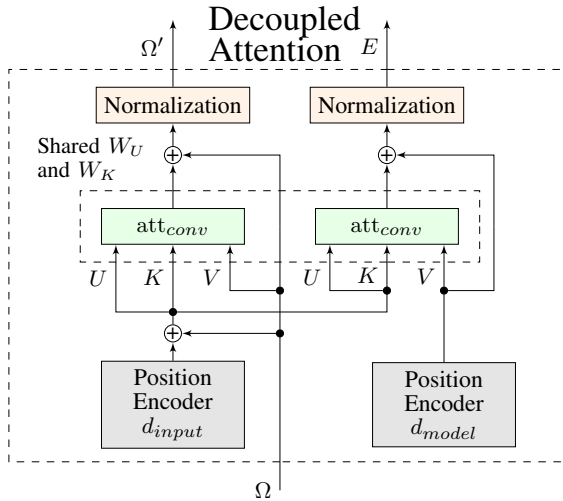 Decoupled
Attention
Ω′
E
Normalization
Normalization
Shared W_U
and W_K
att_conv
att_conv
U
K
V
U
K
V
Position
Encoder
d_input
Position
Encoder
d_model
Ω